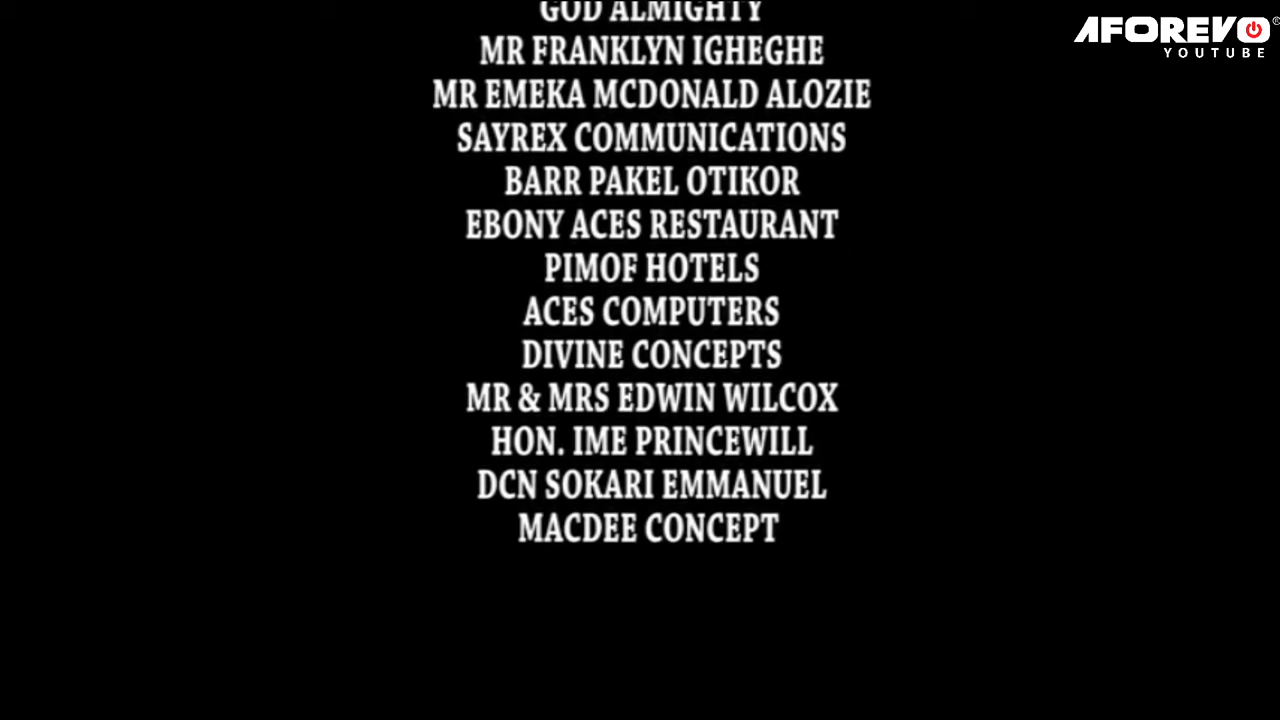 GOD ALMIGHTY
MR FRANKLYN IGHEGHE
MR EMEKA MCDONALD ALOZIE
SAYREX COMMUNICATIONS
BARR PAKEL OTIKOR
EBONY ACES RESTAURANT
PIMOF HOTELS
ACES COMPUTERS
DIVINE CONCEPTS
MR & MRS EDWIN WILCOX
HON. IME PRINCEWILL
DCN SOKARI EMMANUEL
MACDEE CONCEPT
AFOREVO®
YOUTUBE